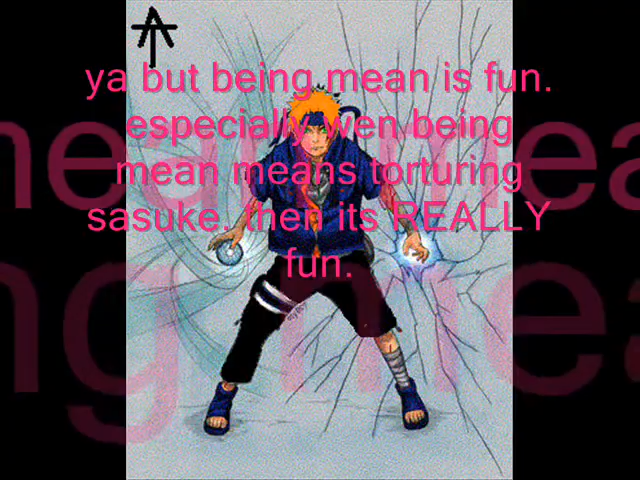 ya but being mean is fun.
especially wen being
mean means torturing
sasuke. then its REALLY
fun.